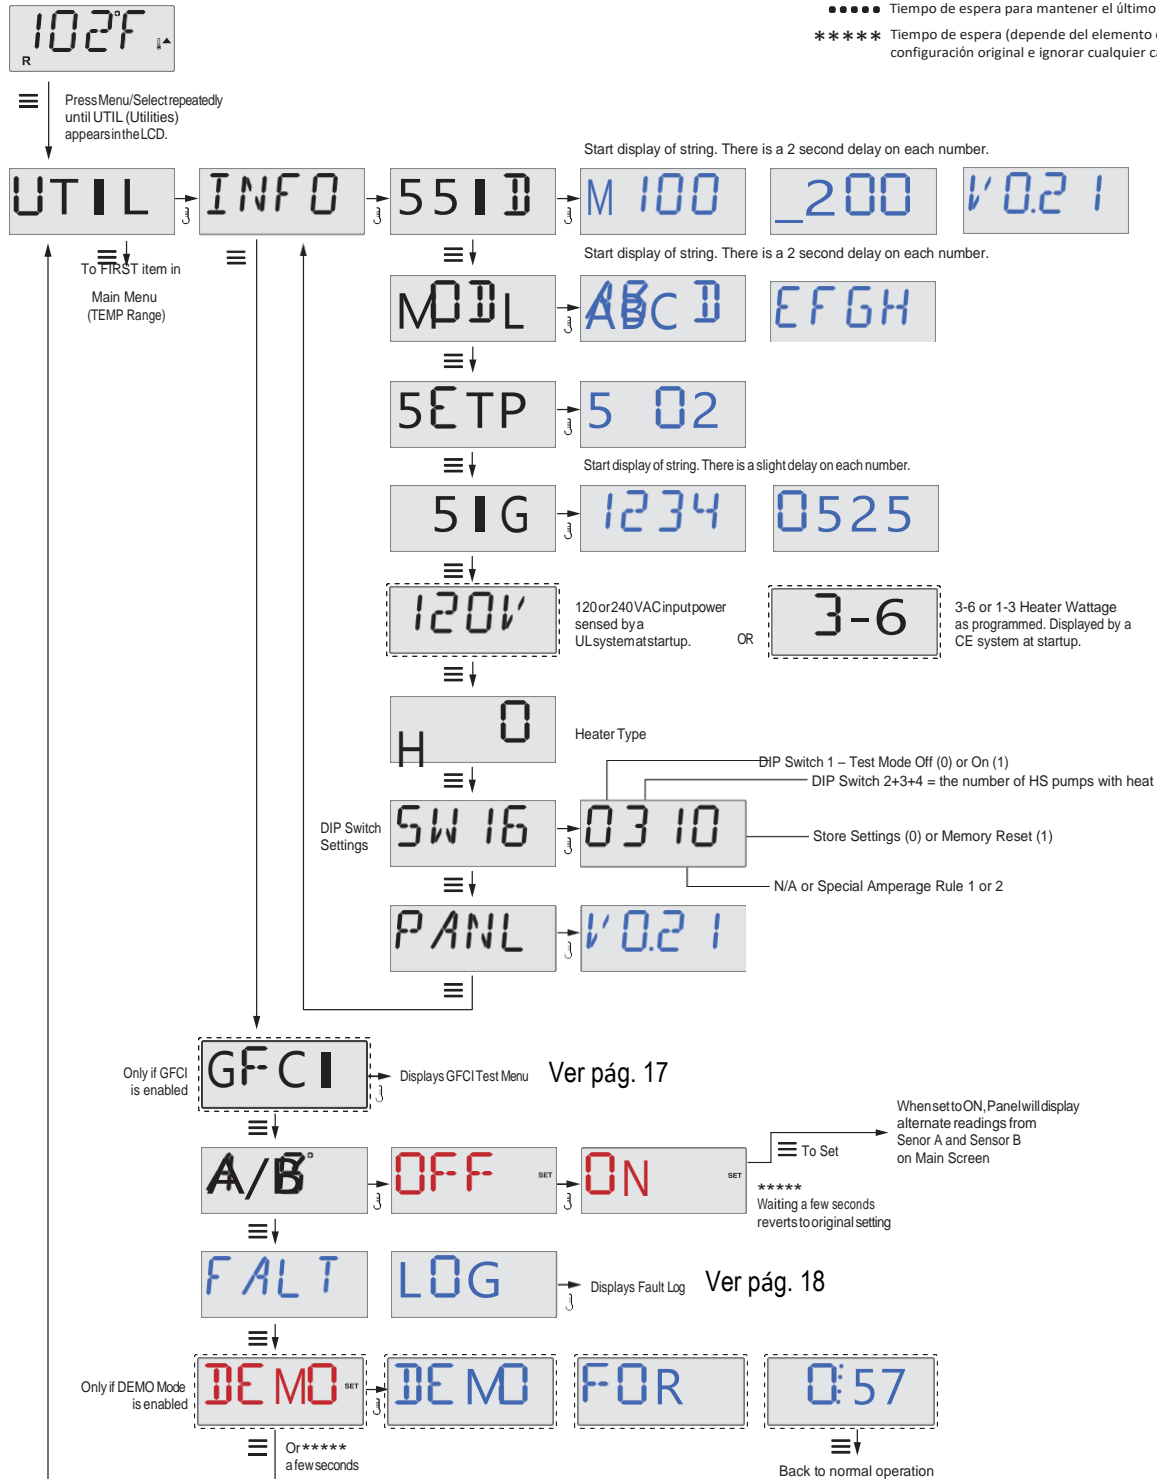 102°F
R
••••• Tiempo de espera para mantener el último
***** Tiempo de espera (depende del elemento
configuración original e ignorar cualquier
Press Menu/Select repeatedly
until UTIL (Utilities)
appears in the LCD.
Start display of string. There is a 2 second delay on each number.
UTIL INFO SSID M 100 _200 V 0.21
To FIRST item in
Main Menu
(TEMP Range)
Start display of string. There is a 2 second delay on each number.
MODL ABCD EFGH
SETP S 02
Start display of string. There is a slight delay on each number.
SIG 1234 0525
120V
120 or 240 VAC input power
sensed by a
UL system at startup.
OR
3-6
3-6 or 1-3 Heater Wattage
as programmed. Displayed by a
CE system at startup.
H 0
Heater Type
DIP Switch 1 – Test Mode Off (0) or On (1)
DIP Switch 2+3+4 = the number of HS pumps with heat
DIP Switch
Settings
SW 16 0310
Store Settings (0) or Memory Reset (1)
N/A or Special Amperage Rule 1 or 2
PANL V 0.21
Only if GFCI
is enabled
GFCI
Displays GFCI Test Menu
Ver pág. 17
When set to ON, Panel will display
alternate readings from
Senor A and Sensor B
on Main Screen
To Set
A/B° OFF SET ON SET
*****
Waiting a few seconds
reverts to original setting
FALT LOG
Displays Fault Log
Ver pág. 18
Only if DEMO Mode
is enabled
DEMO SET DEMO FOR 0:57
Or *****
a few seconds
Back to normal operation